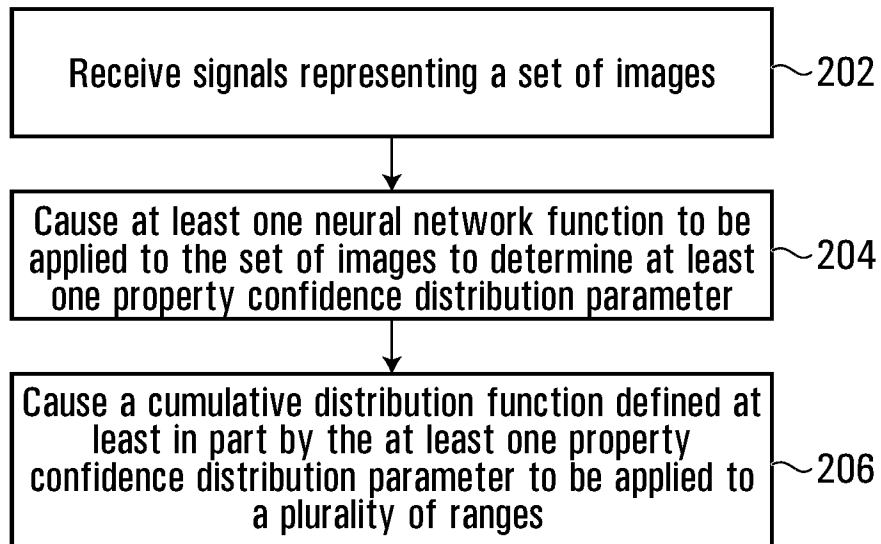 Receive signals representing a set of images
202
Cause at least one neural network function to be
applied to the set of images to determine at least
one property confidence distribution parameter
204
Cause a cumulative distribution function defined at
least in part by the at least one property
confidence distribution parameter to be applied to
a plurality of ranges
206